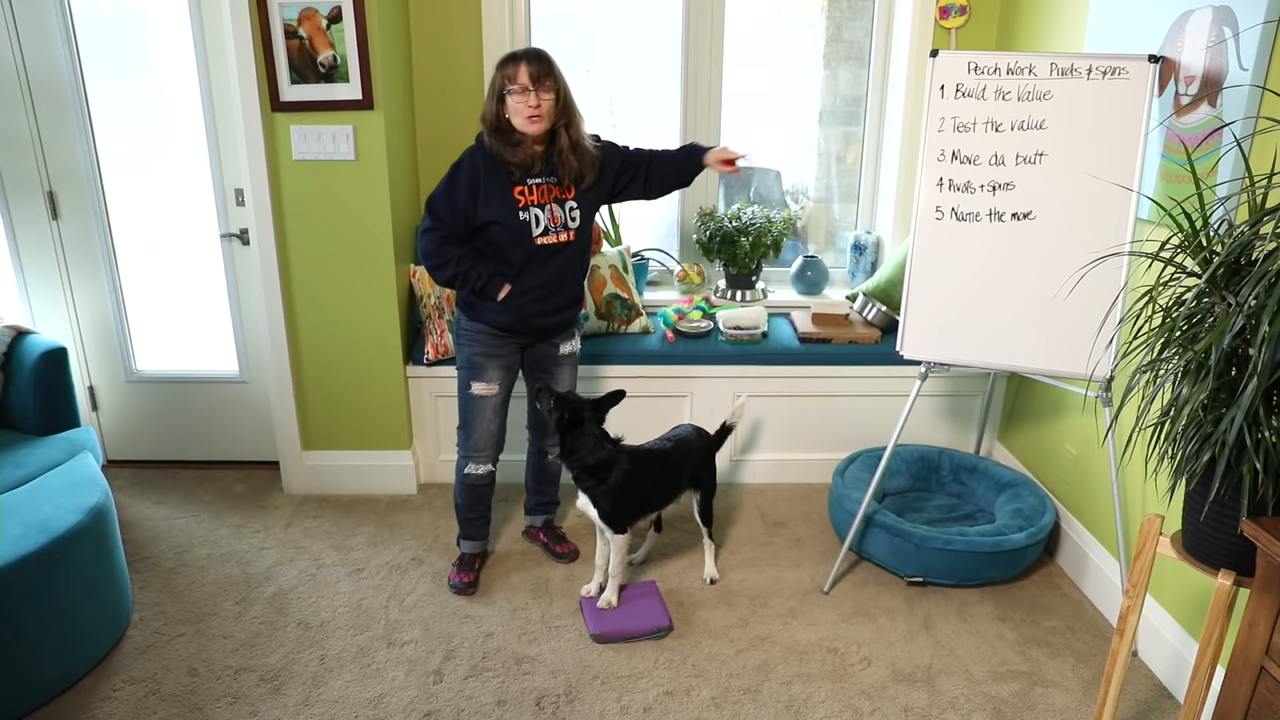 Perch Work Pivots & spins
1. Build the Value
2. Test the value
3. Move da butt
4 Pivots + spins
5 Name the move
SHAPED
By DOG
PODCAST